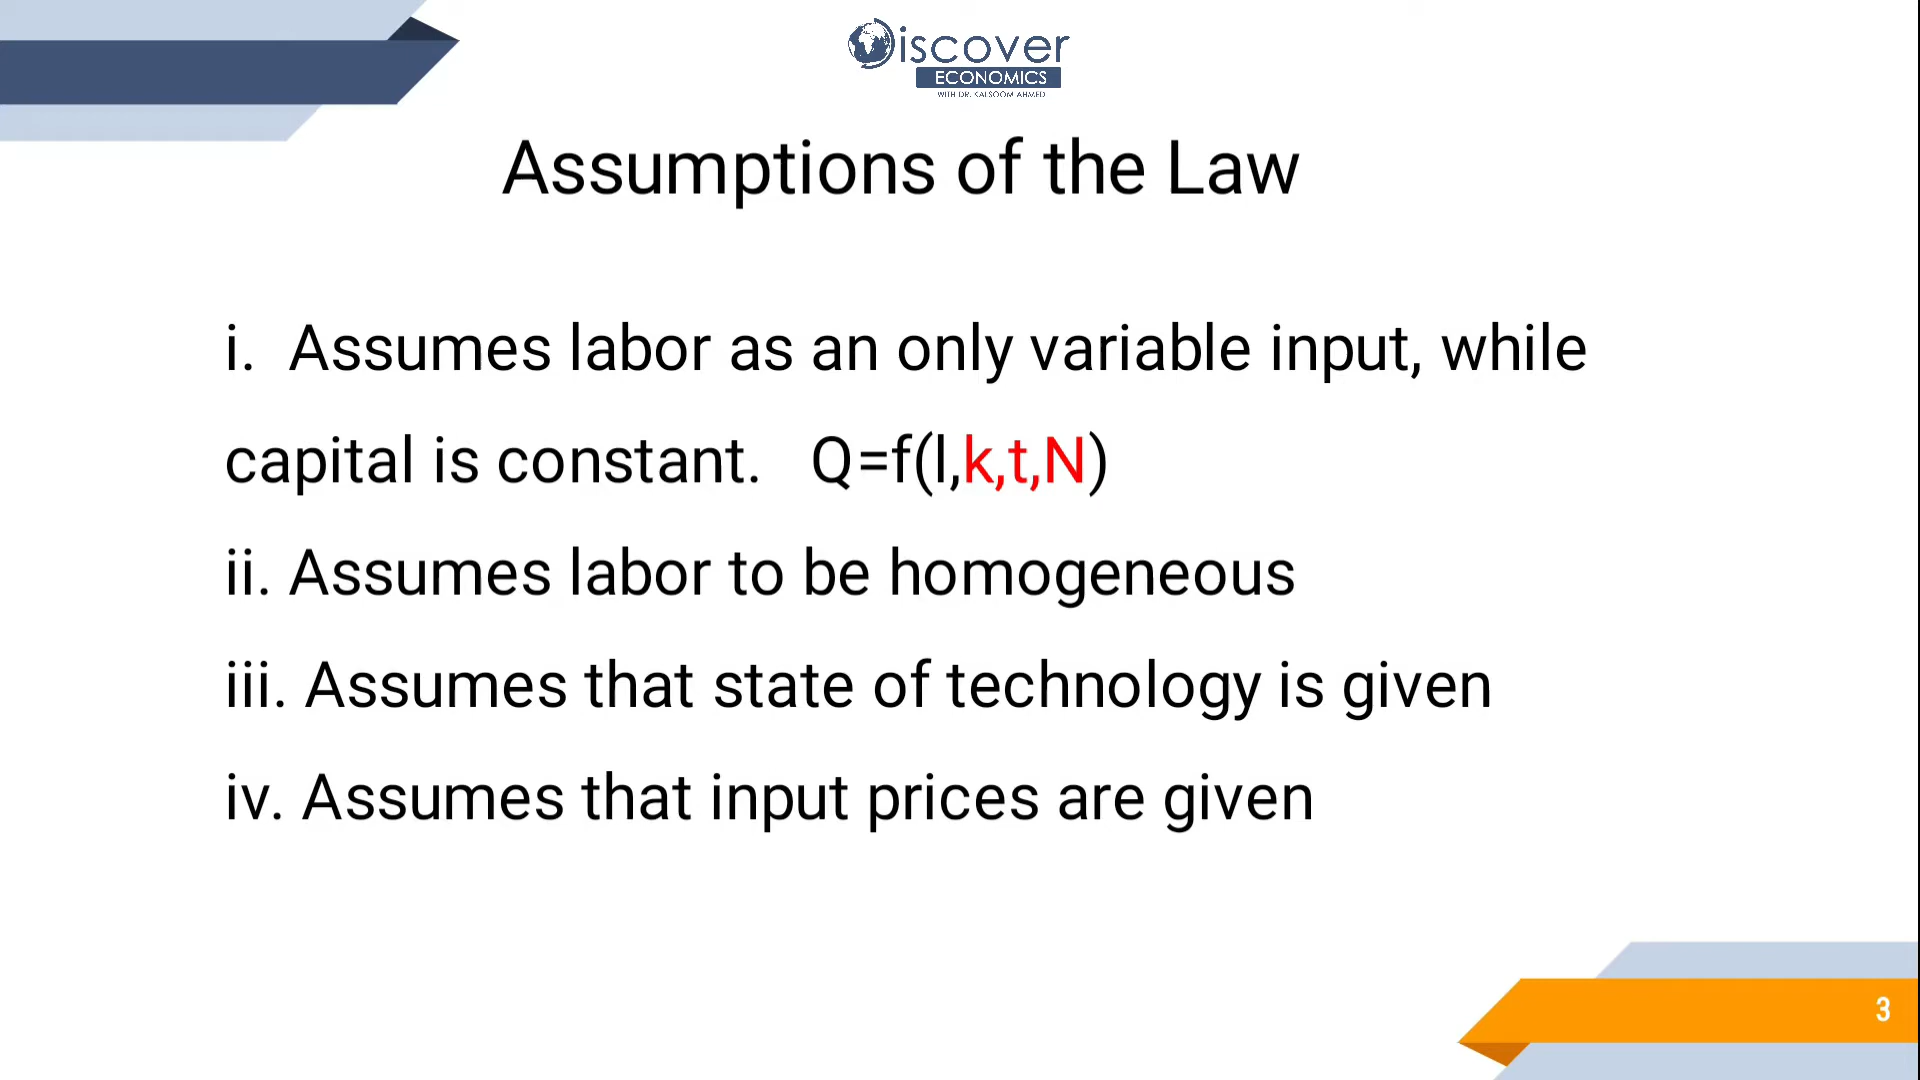 iscover
ECONOMICS
WITH DR. KALSOOM AHMED
Assumptions of the Law
i. Assumes labor as an only variable input, while
capital is constant. Q=f(l,k,t,N)
ii. Assumes labor to be homogeneous
iii. Assumes that state of technology is given
iv. Assumes that input prices are given
3